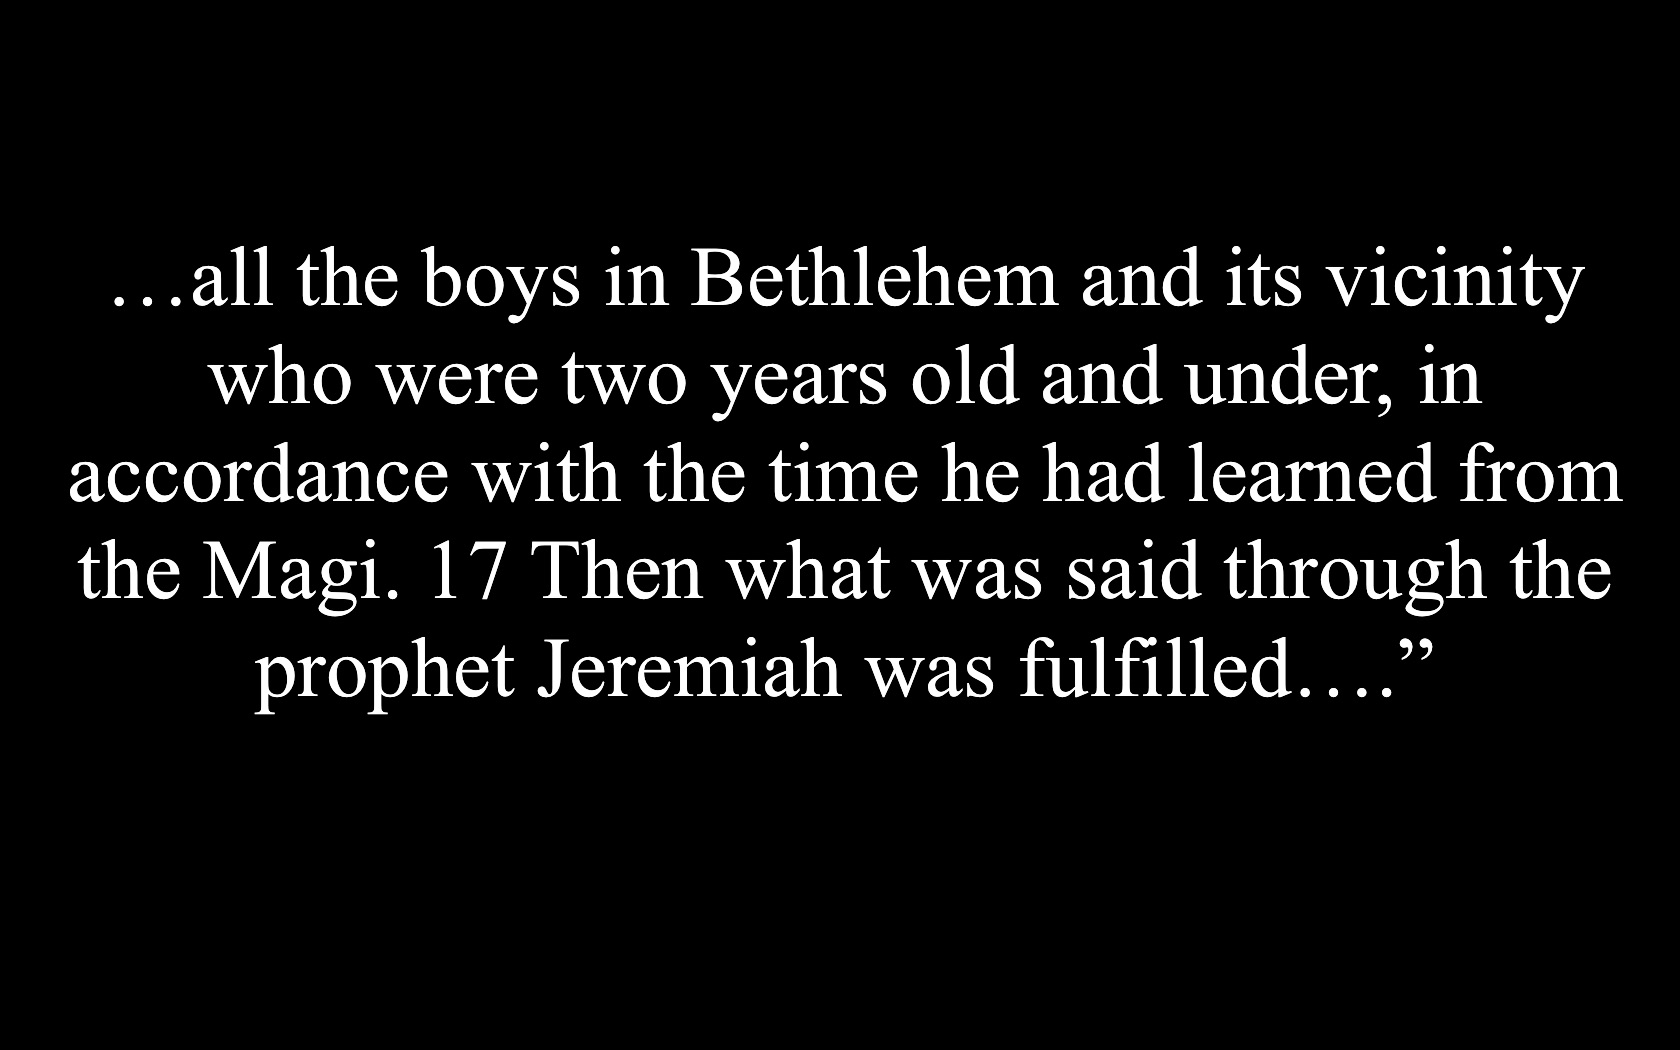 …all the boys in Bethlehem and its vicinity
who were two years old and under, in
accordance with the time he had learned from
the Magi. 17 Then what was said through the
prophet Jeremiah was fulfilled….”